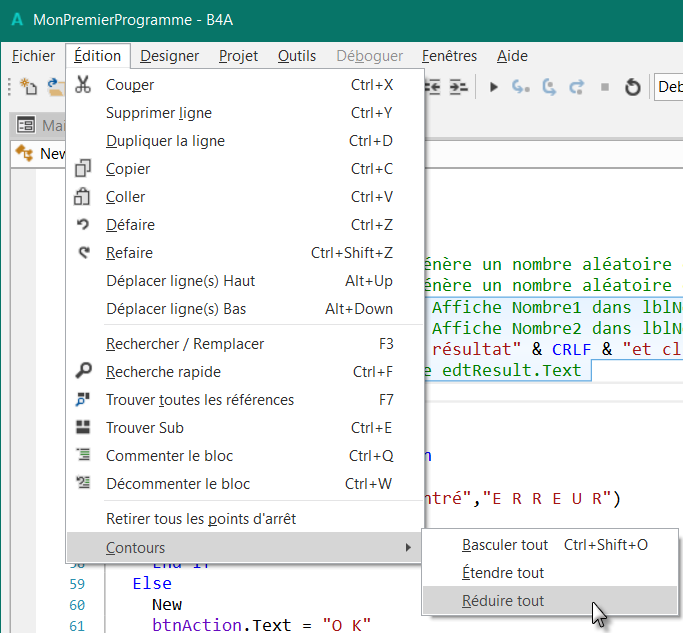 MonPremierProgramme - B4A
Fichier Édition Designer Projet Outils Déboguer Fenêtres Aide
Couper Ctrl+X
Supprimer ligne Ctrl+Y
Dupliquer la ligne Ctrl+D
Copier Ctrl+C
Coller Ctrl+V
Défaire Ctrl+Z
Refaire Ctrl+Shift+Z
Déplacer ligne(s) Haut Alt+Up
Déplacer ligne(s) Bas Alt+Down
Rechercher / Remplacer F3
Recherche rapide Ctrl+F
Trouver toutes les références F7
Trouver Sub Ctrl+E
Commenter le bloc Ctrl+Q
Décommenter le bloc Ctrl+W
Retirer tous les points d'arrêt
Contours
Basculer tout Ctrl+Shift+O
Étendre tout
Réduire tout
Deb
Mai
New
énère un nombre aléatoire
énère un nombre aléatoire
Affiche Nombre1 dans lblN
Affiche Nombre2 dans lblN
résultat" & CRLF & "et cl
e edtResult.Text
n
ntré","E R R E U R")
58 End If
59 Else
60 New
61 btnAction.Text = "O K"